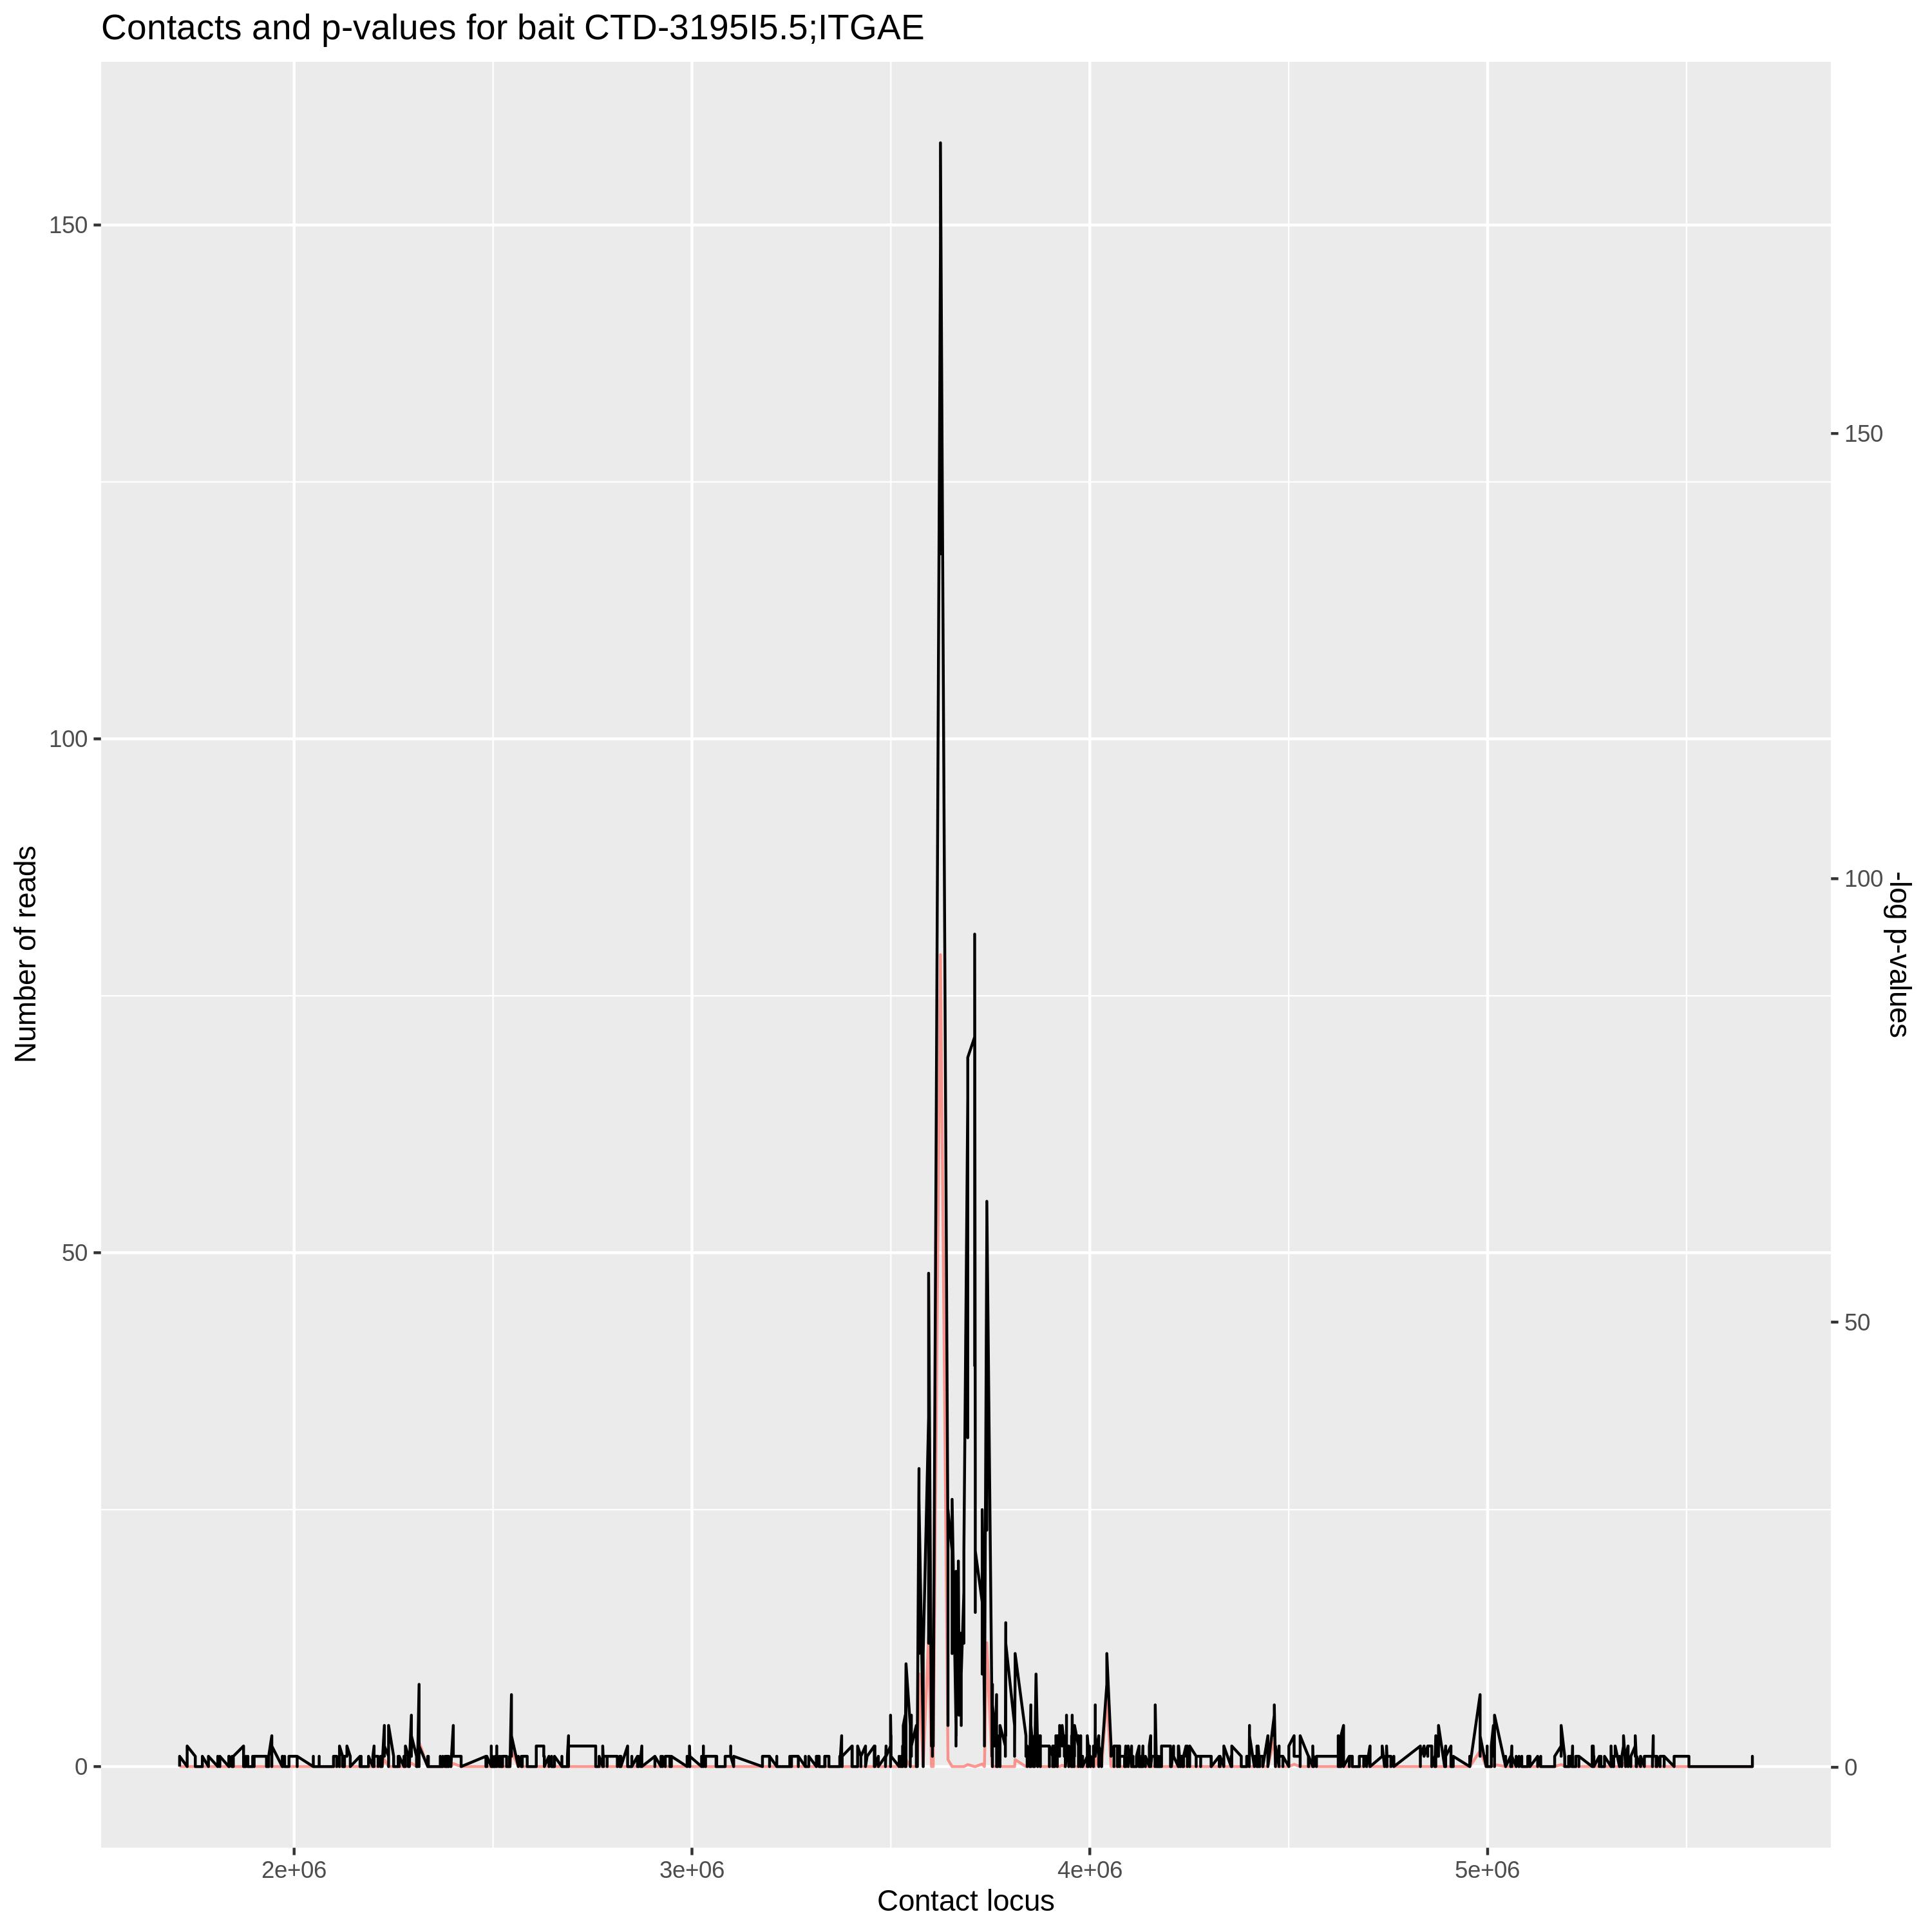 Contacts and p-values for bait CTD-3195I5.5;ITGAE
150
100
50
0
Number of reads
150
100
50
0
-log p-values
2e+06
3e+06
4e+06
5e+06
Contact locus